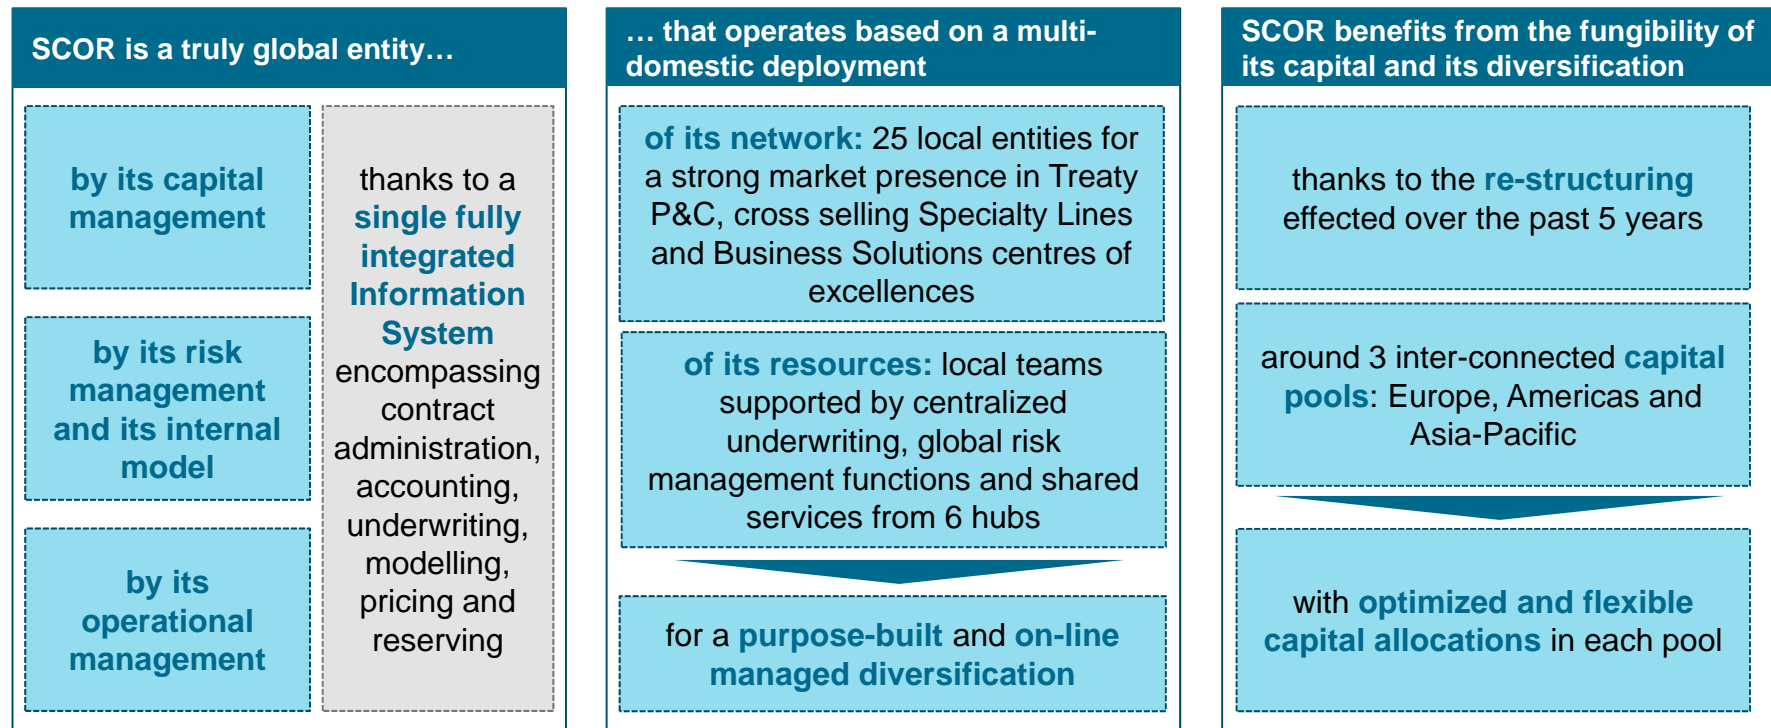 SCOR is a truly global entity…
by its capital
management
by its risk
management
and its internal
model
by its
operational
management
thanks to a
single fully
integrated
Information
System
encompassing
contract
administration,
accounting,
underwriting,
modelling,
pricing and
reserving
… that operates based on a multi-
domestic deployment
of its network: 25 local entities for
a strong market presence in Treaty
P&C, cross selling Specialty Lines
and Business Solutions centres of
excellences
of its resources: local teams
supported by centralized
underwriting, global risk
management functions and shared
services from 6 hubs
for a purpose-built and on-line
managed diversification
SCOR benefits from the fungibility of
its capital and its diversification
thanks to the re-structuring
effected over the past 5 years
around 3 inter-connected capital
pools: Europe, Americas and
Asia-Pacific
with optimized and flexible
capital allocations in each pool